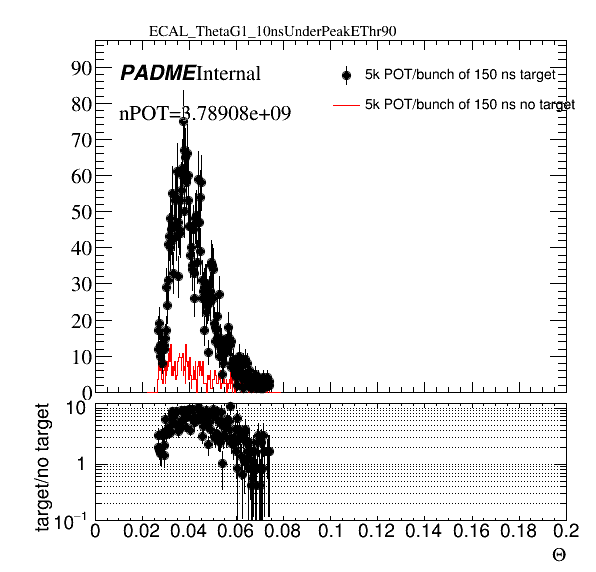 ECAL_ThetaG1_10nsUnderPeakEThr90
PADME Internal
nPOT=3.78908e+09
5k POT/bunch of 150 ns target
5k POT/bunch of 150 ns no target
90
80
70
60
50
40
30
20
10
0
target/no target
10
1
10⁻¹
0 0.02 0.04 0.06 0.08 0.1 0.12 0.14 0.16 0.18 0.2
Θ